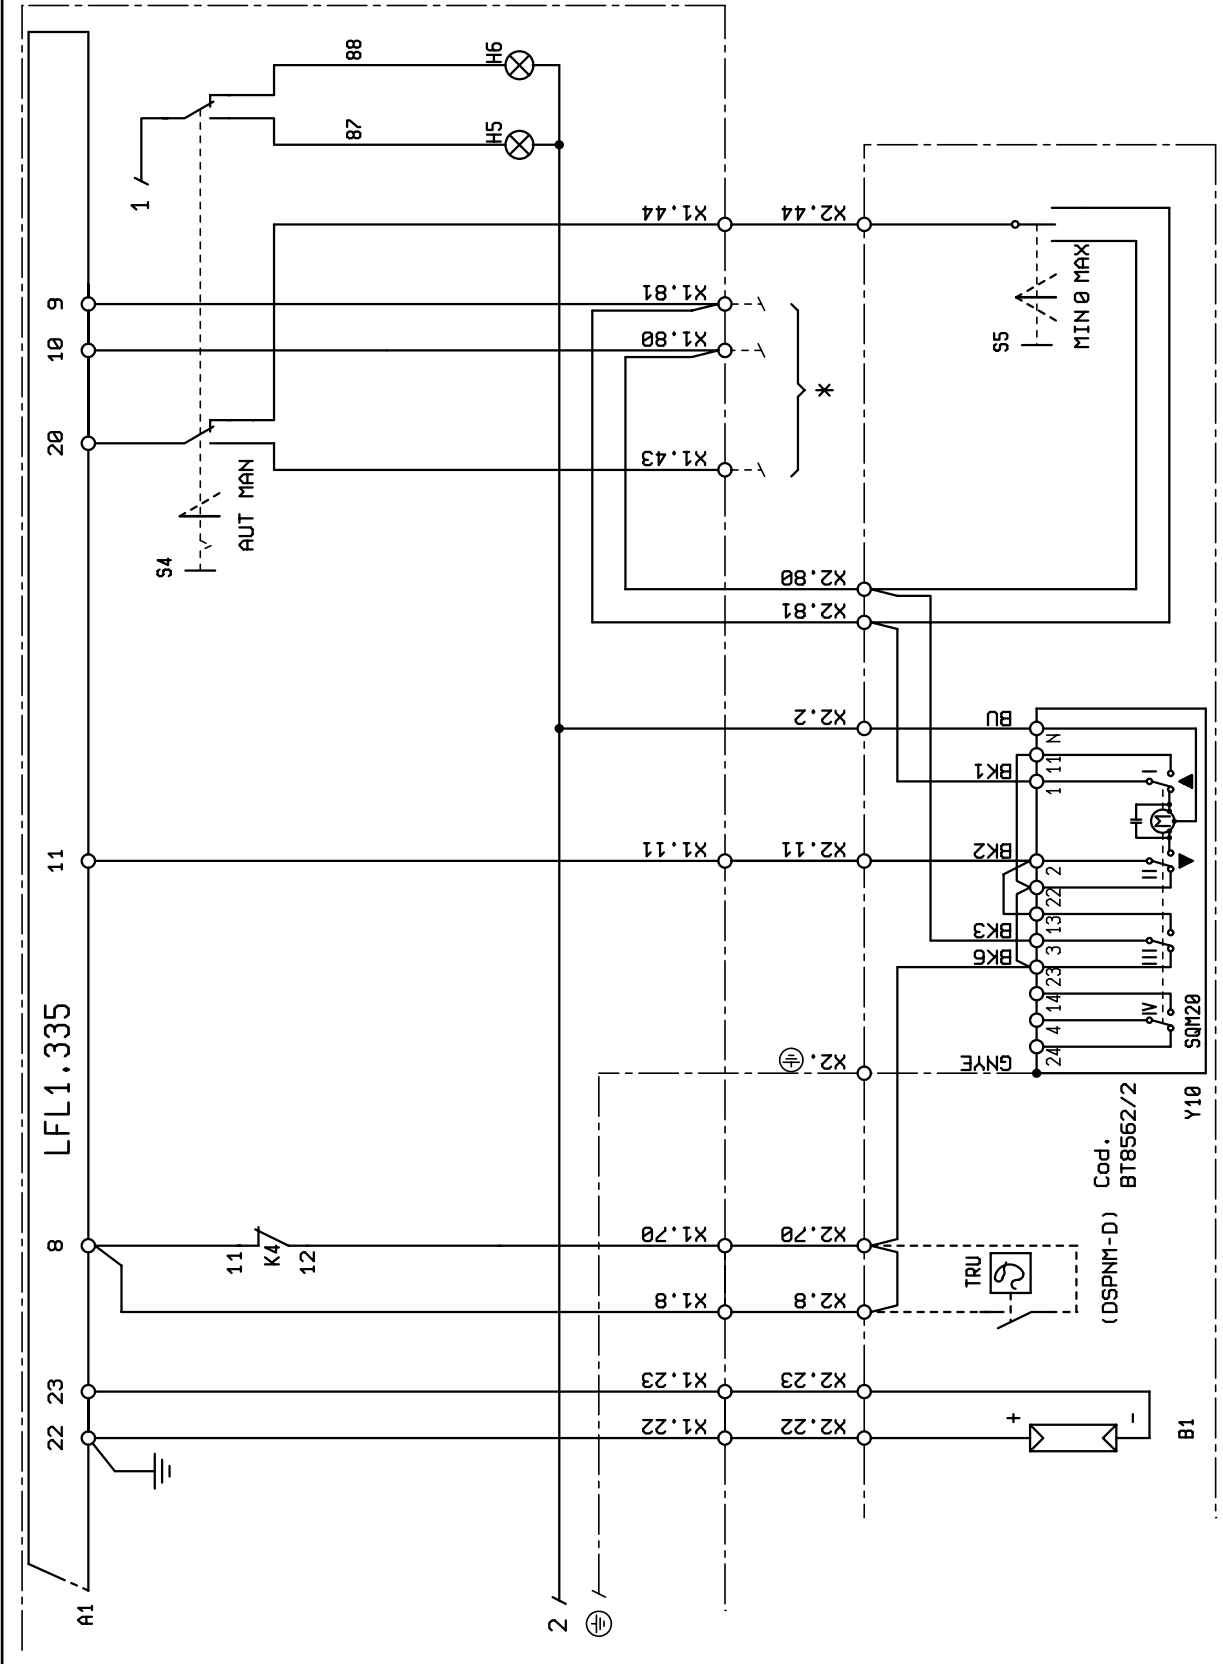 A1
LFL1.335
22
23
8
11
20
10
9
S4
AUT MAN
1
11
K4
12
87
88
H5
H6
2
X1.22
X1.23
X1.8
X1.70
X1.11
X1.43
X1.80
X1.81
X1.44
*
X2.22
X2.23
X2.8
X2.70
X2.
X2.11
X2.2
X2.81
X2.80
X2.44
GNYE
BK6
BK3
BK2
BK1
BU
24
4
14
23
3
13
22
2
1
11
N
IV
III
II
I
M
SQM20
Y10
Cod.
BT8562/2
TRU
(DSPNM-D)
+
-
B1
S5
MIN 0 MAX